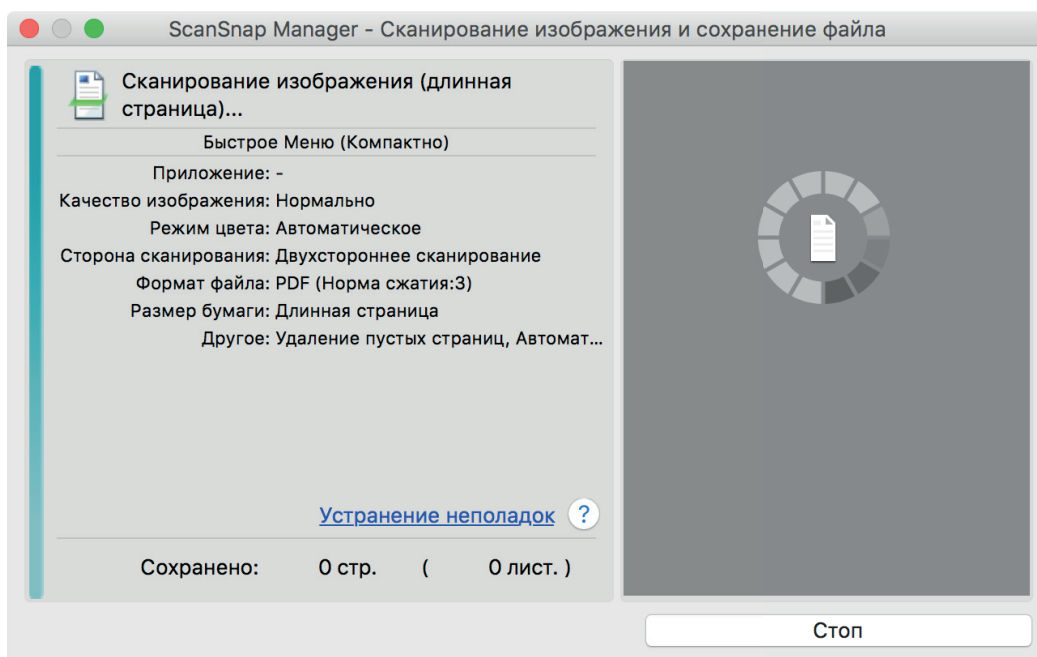 ScanSnap Manager - Сканирование изображения и сохранение файла
Сканирование изображения (длинная
страница)...
Быстрое Меню (Компактно)
Приложение: -
Качество изображения: Нормально
Режим цвета: Автоматическое
Сторона сканирования: Двухстороннее сканирование
Формат файла: PDF (Норма сжатия:3)
Размер бумаги: Длинная страница
Другое: Удаление пустых страниц, Автомат...
Устранение неполадок ?
Сохранено: 0 стр. ( 0 лист. )
Стоп